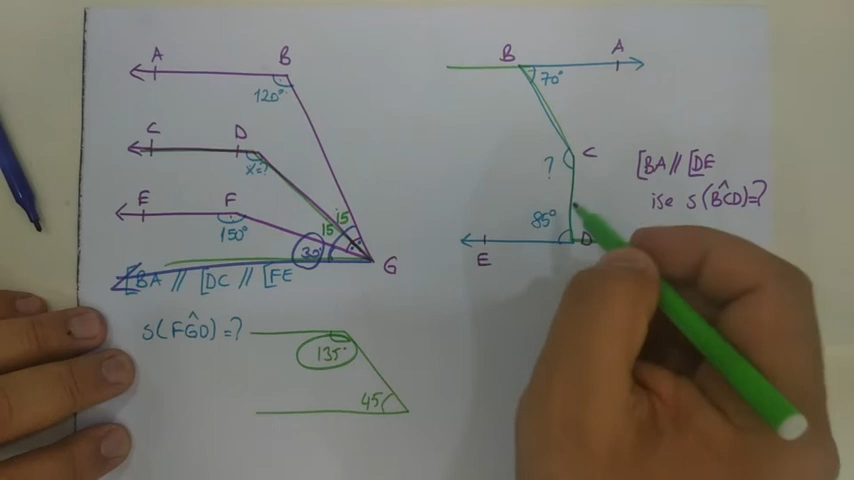 A B
120°
C D
x=?
E F
150°
15
15
30°
G
[BA // [DC // [FE
s(FĜD)=?
135°
45
B A
70°
C
?
[BA // [DE
ise s(BĈD)=?
85°
E D